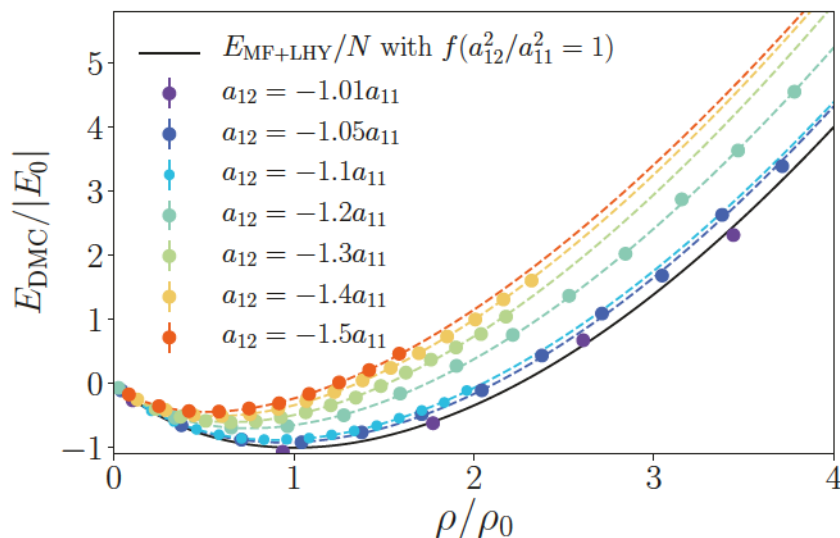 5
4
3
2
1
0
−1
E_DMC/|E_0|
E_MF+LHY/N with f(a_12^2/a_11^2 = 1)
a_12 = −1.01a_11
a_12 = −1.05a_11
a_12 = −1.1a_11
a_12 = −1.2a_11
a_12 = −1.3a_11
a_12 = −1.4a_11
a_12 = −1.5a_11
0 1 2 3 4
ρ/ρ_0